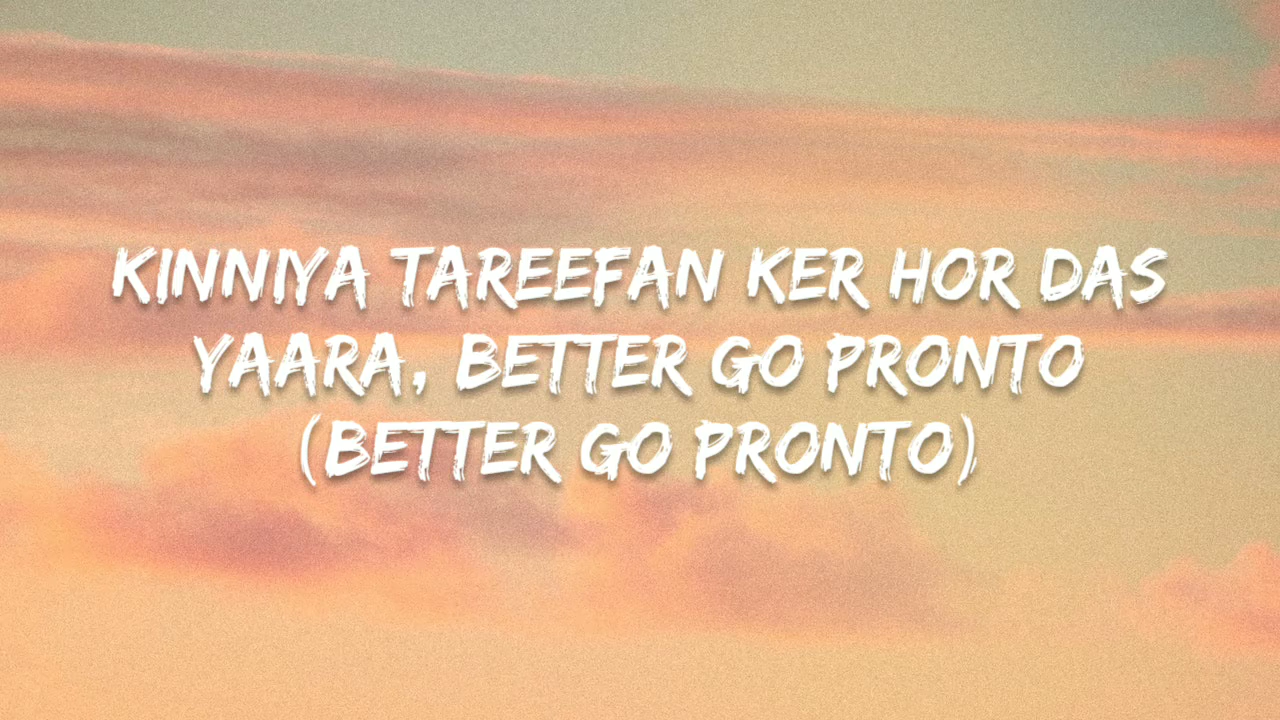 KINNIYA TAREEFAN KER HOR DAS
YAARA, BETTER GO PRONTO
(BETTER GO PRONTO)